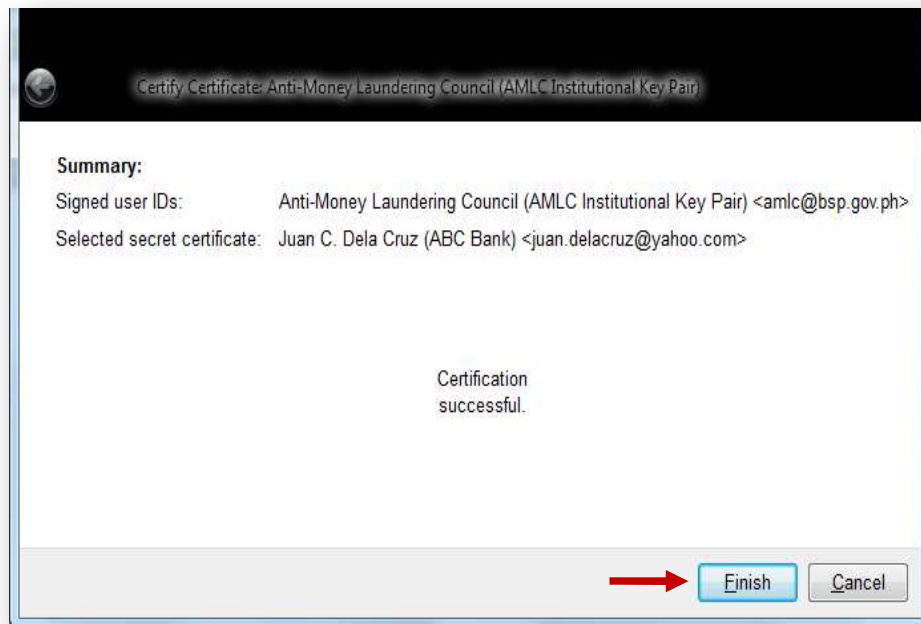 Certify Certificate: Anti-Money Laundering Council (AMLC Institutional Key Pair)
Summary:
Signed user IDs: Anti-Money Laundering Council (AMLC Institutional Key Pair) <amlc@bsp.gov.ph>
Selected secret certificate: Juan C. Dela Cruz (ABC Bank) <juan.delacruz@yahoo.com>
Certification
successful.
Finish Cancel